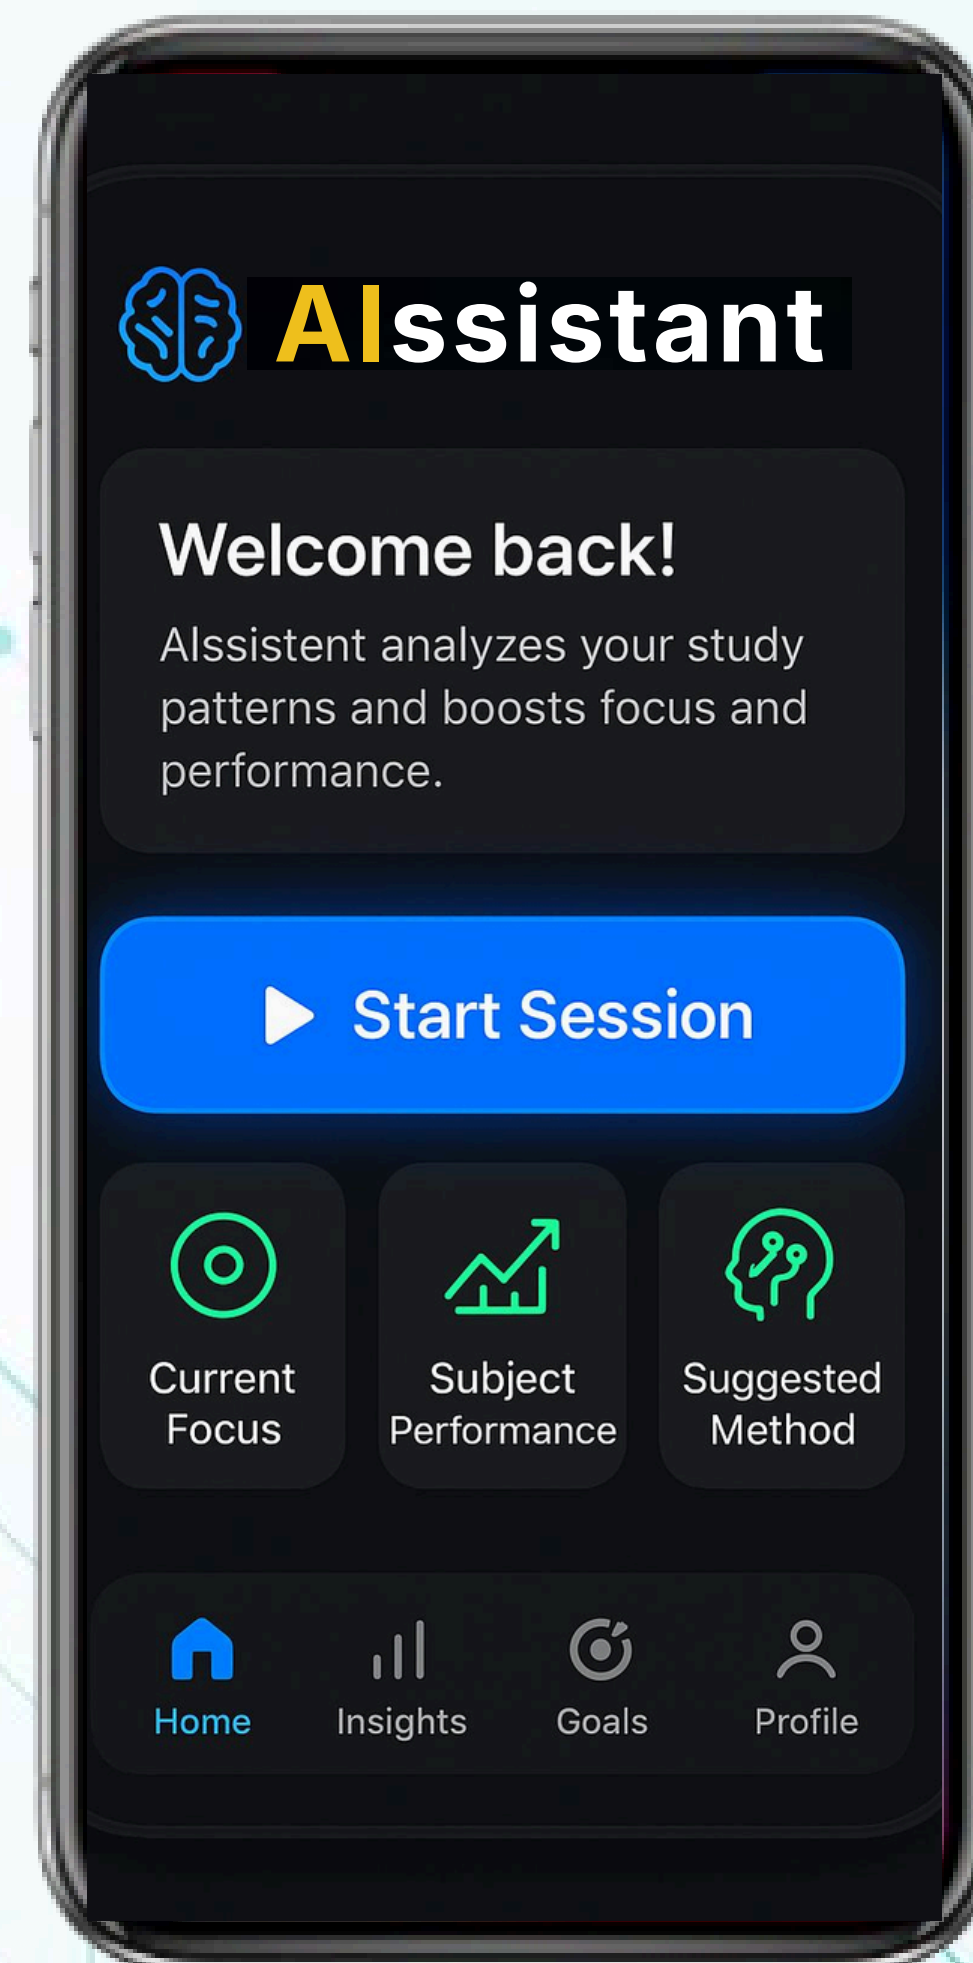 AIssistant
Welcome back!
AIssistent analyzes your study
patterns and boosts focus and
performance.
Start Session
Current
Focus
Subject
Performance
Suggested
Method
Home
Insights
Goals
Profile